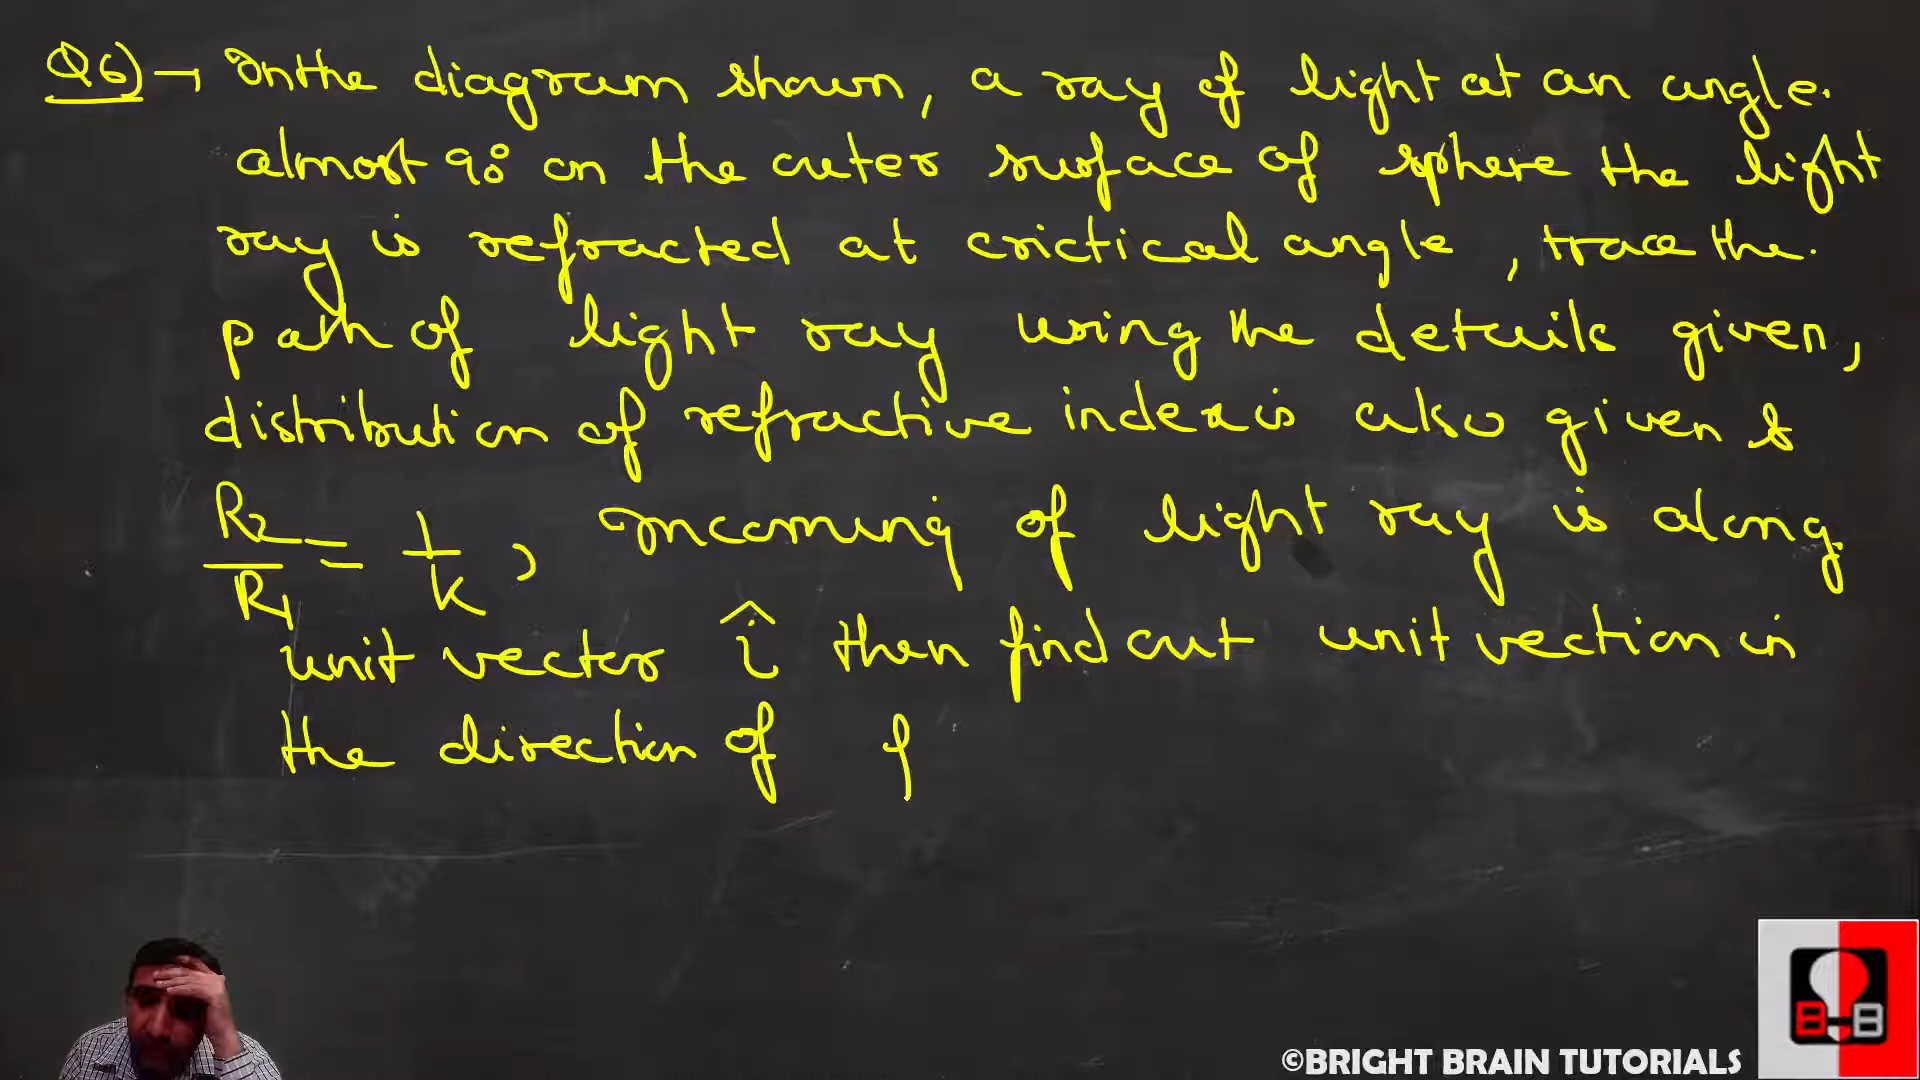 Q6) → In the diagram shown, a ray of light at an angle.
almost 90° on the outer surface of sphere the light
ray is refracted at crictical angle, trace the.
path of light ray using the details given,
distribution of refractive index is also given &
R2/R1 = 1/k, Incoming of light ray is along
unit vector î then find out unit vection in
the direction of
B-B
©BRIGHT BRAIN TUTORIALS